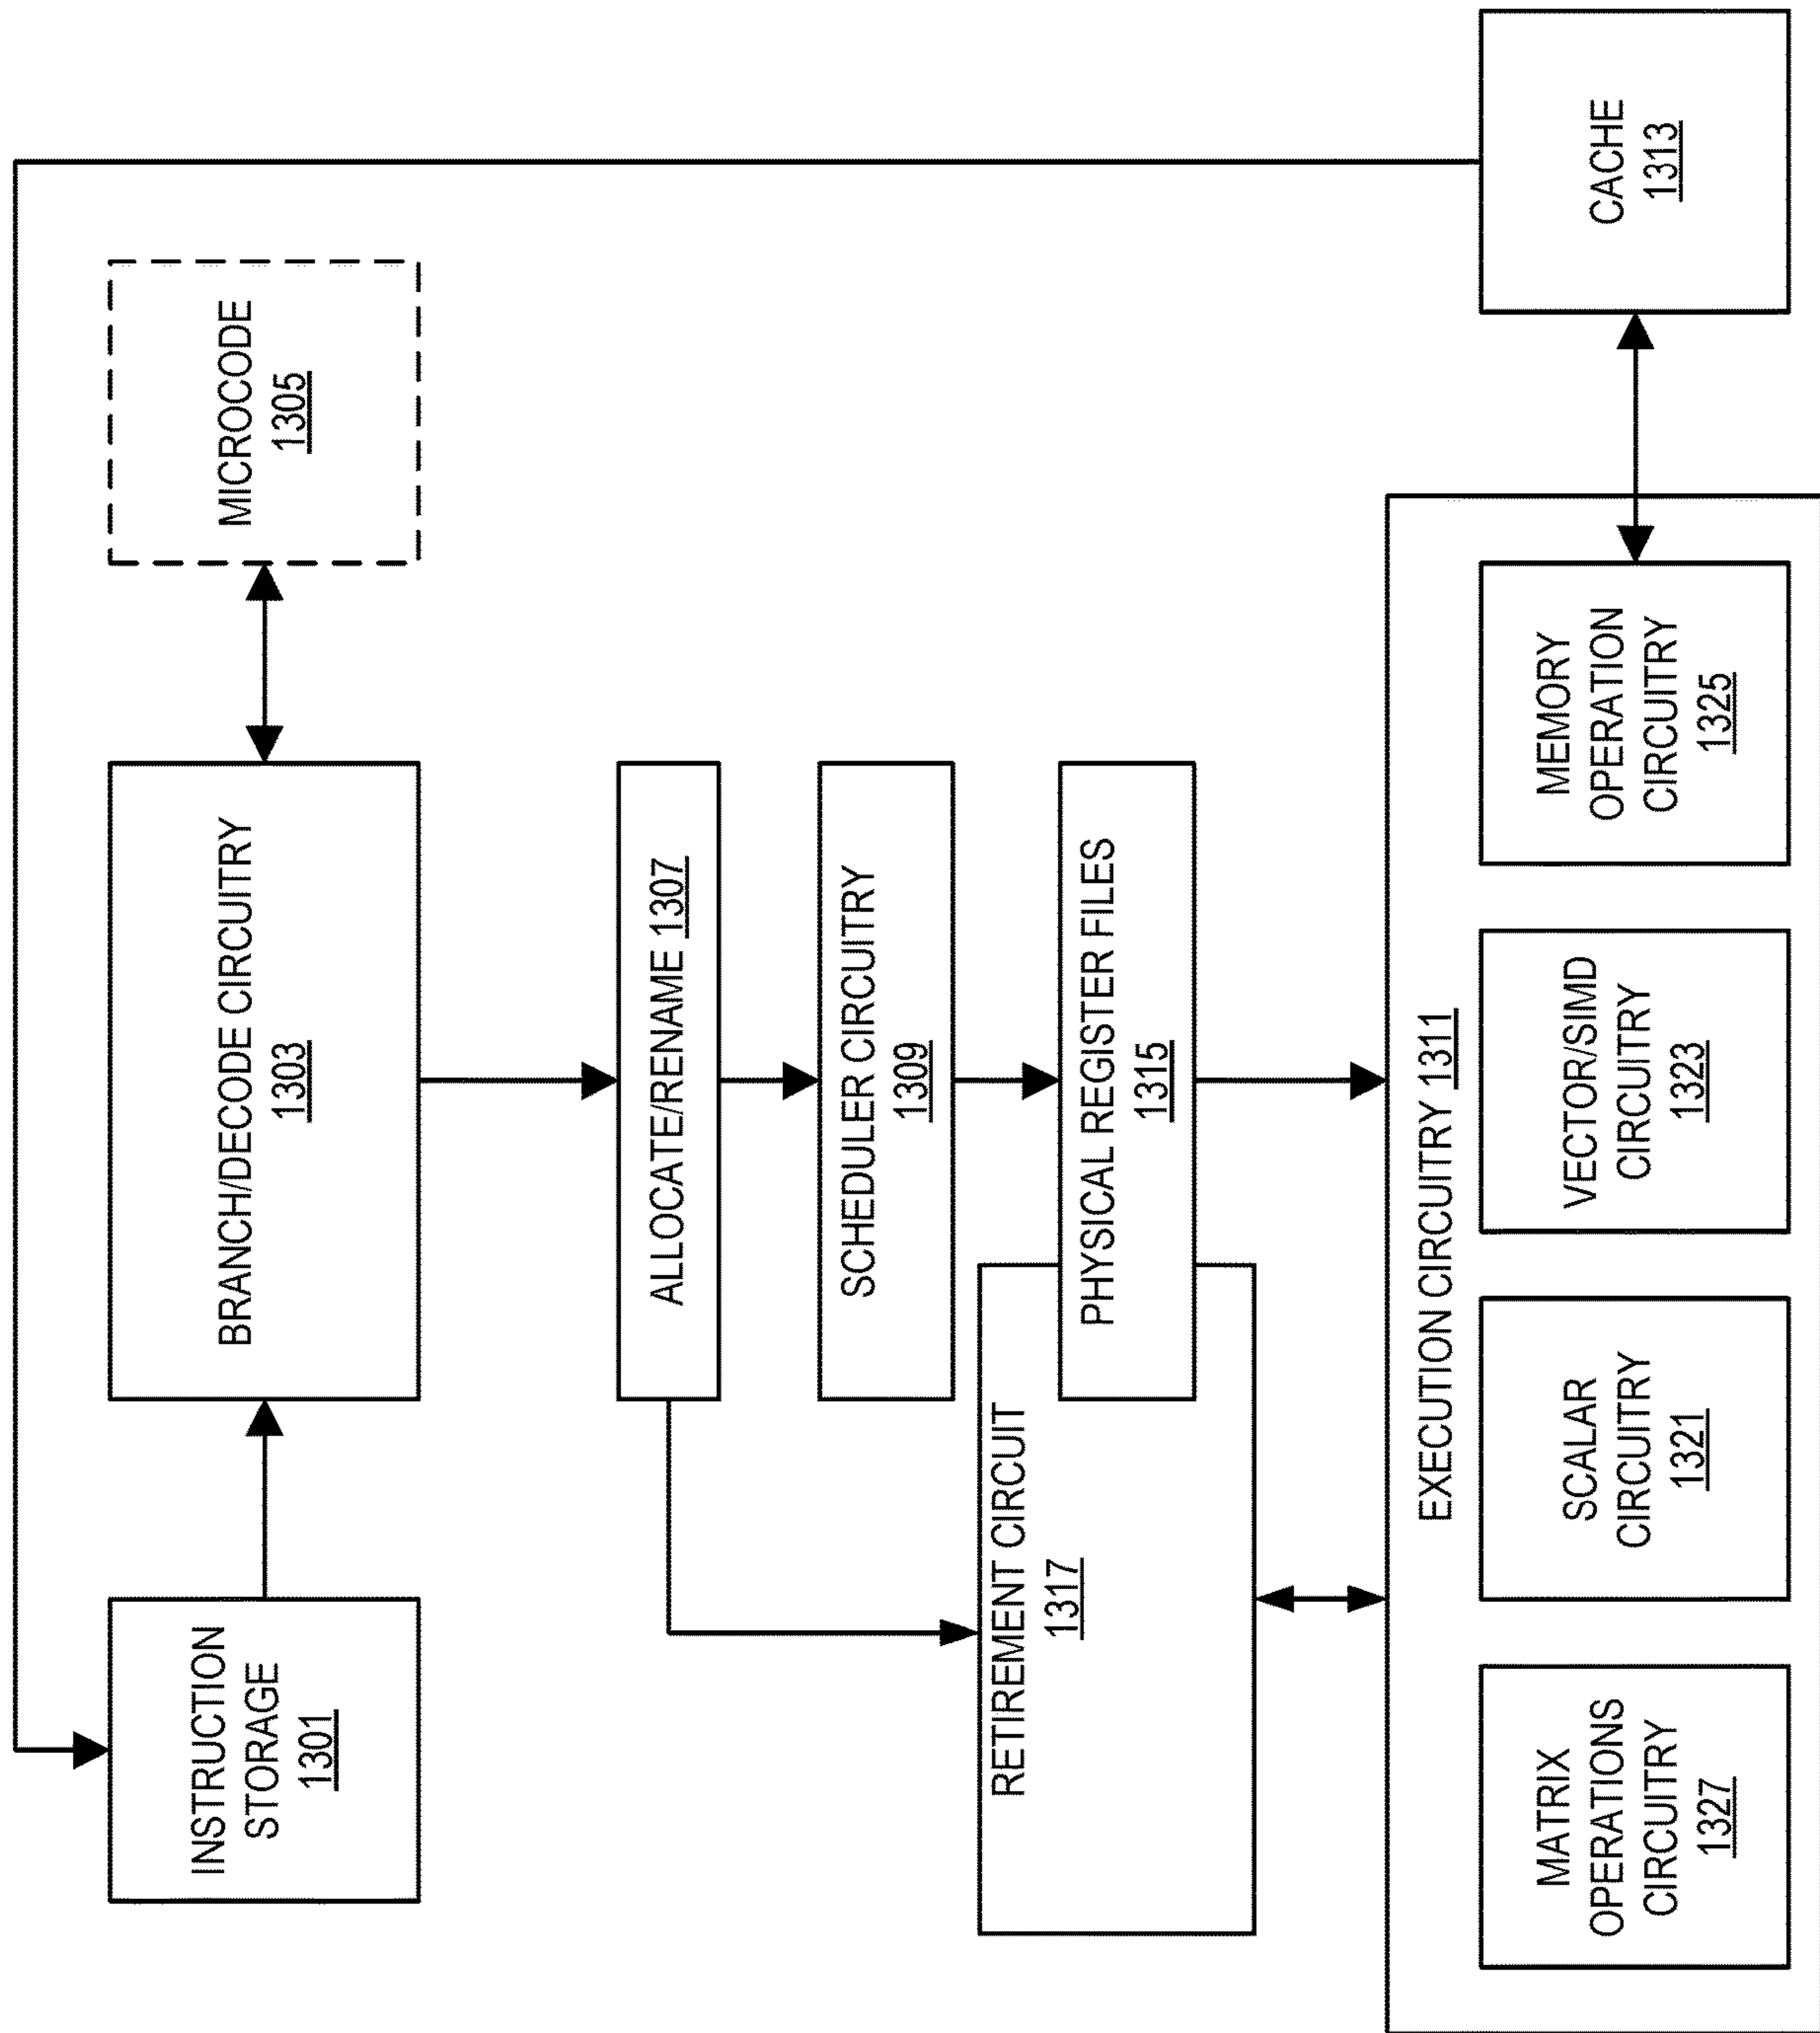 INSTRUCTION
STORAGE
1301
BRANCH/DECODE CIRCUITRY
1303
MICROCODE
1305
ALLOCATE/RENAME 1307
SCHEDULER CIRCUITRY
1309
RETIREMENT CIRCUIT
1317
PHYSICAL REGISTER FILES
1315
EXECUTION CIRCUITRY 1311
MATRIX
OPERATIONS
CIRCUITRY
1327
SCALAR
CIRCUITRY
1321
VECTOR/SIMD
CIRCUITRY
1323
MEMORY
OPERATION
CIRCUITRY
1325
CACHE
1313